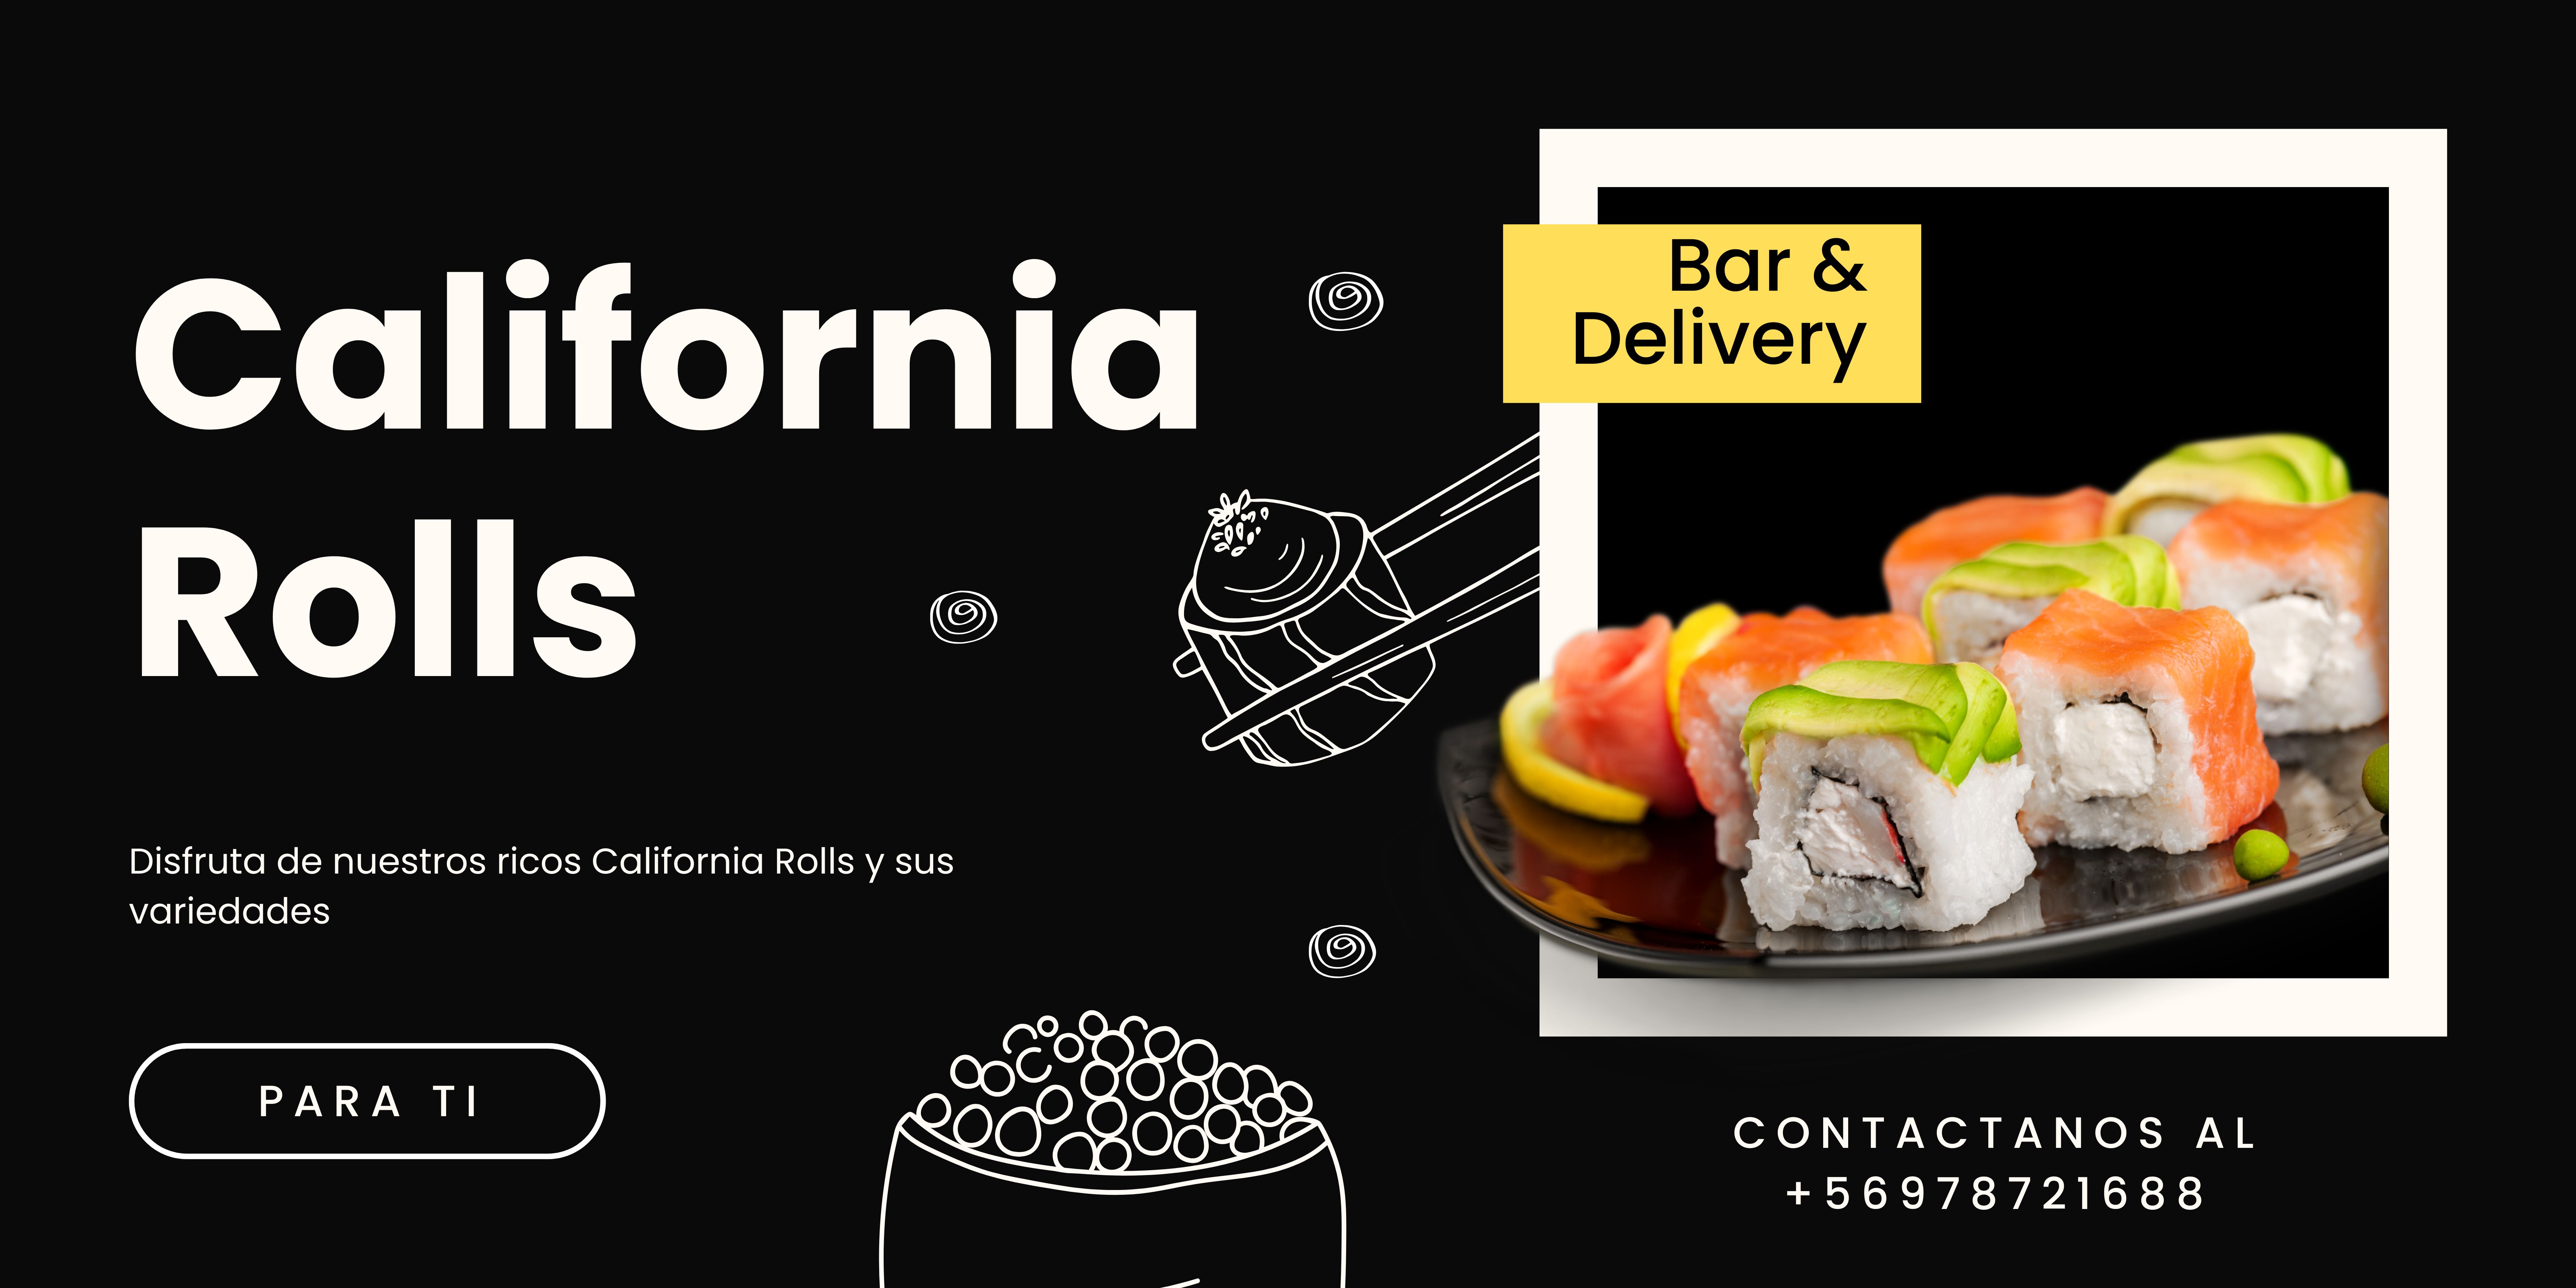 California
Rolls
Disfruta de nuestros ricos California Rolls y sus
variedades
PARA TI
Bar &
Delivery
CONTACTANOS AL
+56978721688